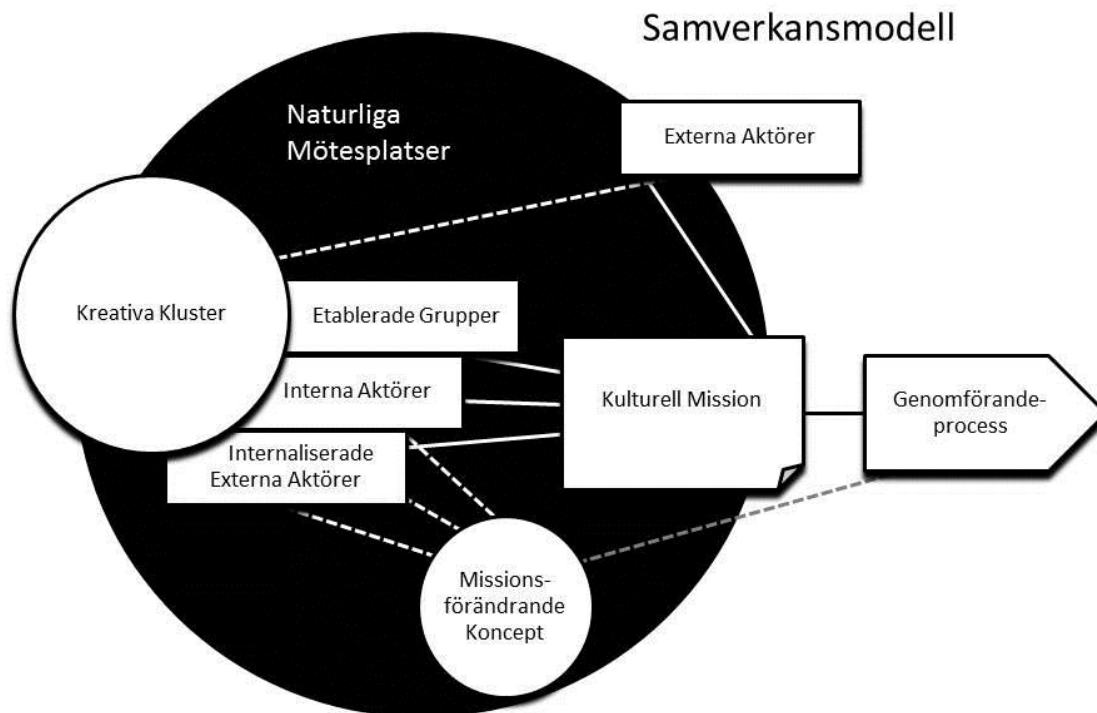 Samverkansmodell
Naturliga
Mötesplatser
Externa Aktörer
Kreativa Kluster
Etablerade Grupper
Interna Aktörer
Internaliserade
Externa Aktörer
Kulturell Mission
Genomförande-
process
Missions-
förändrande
Koncept